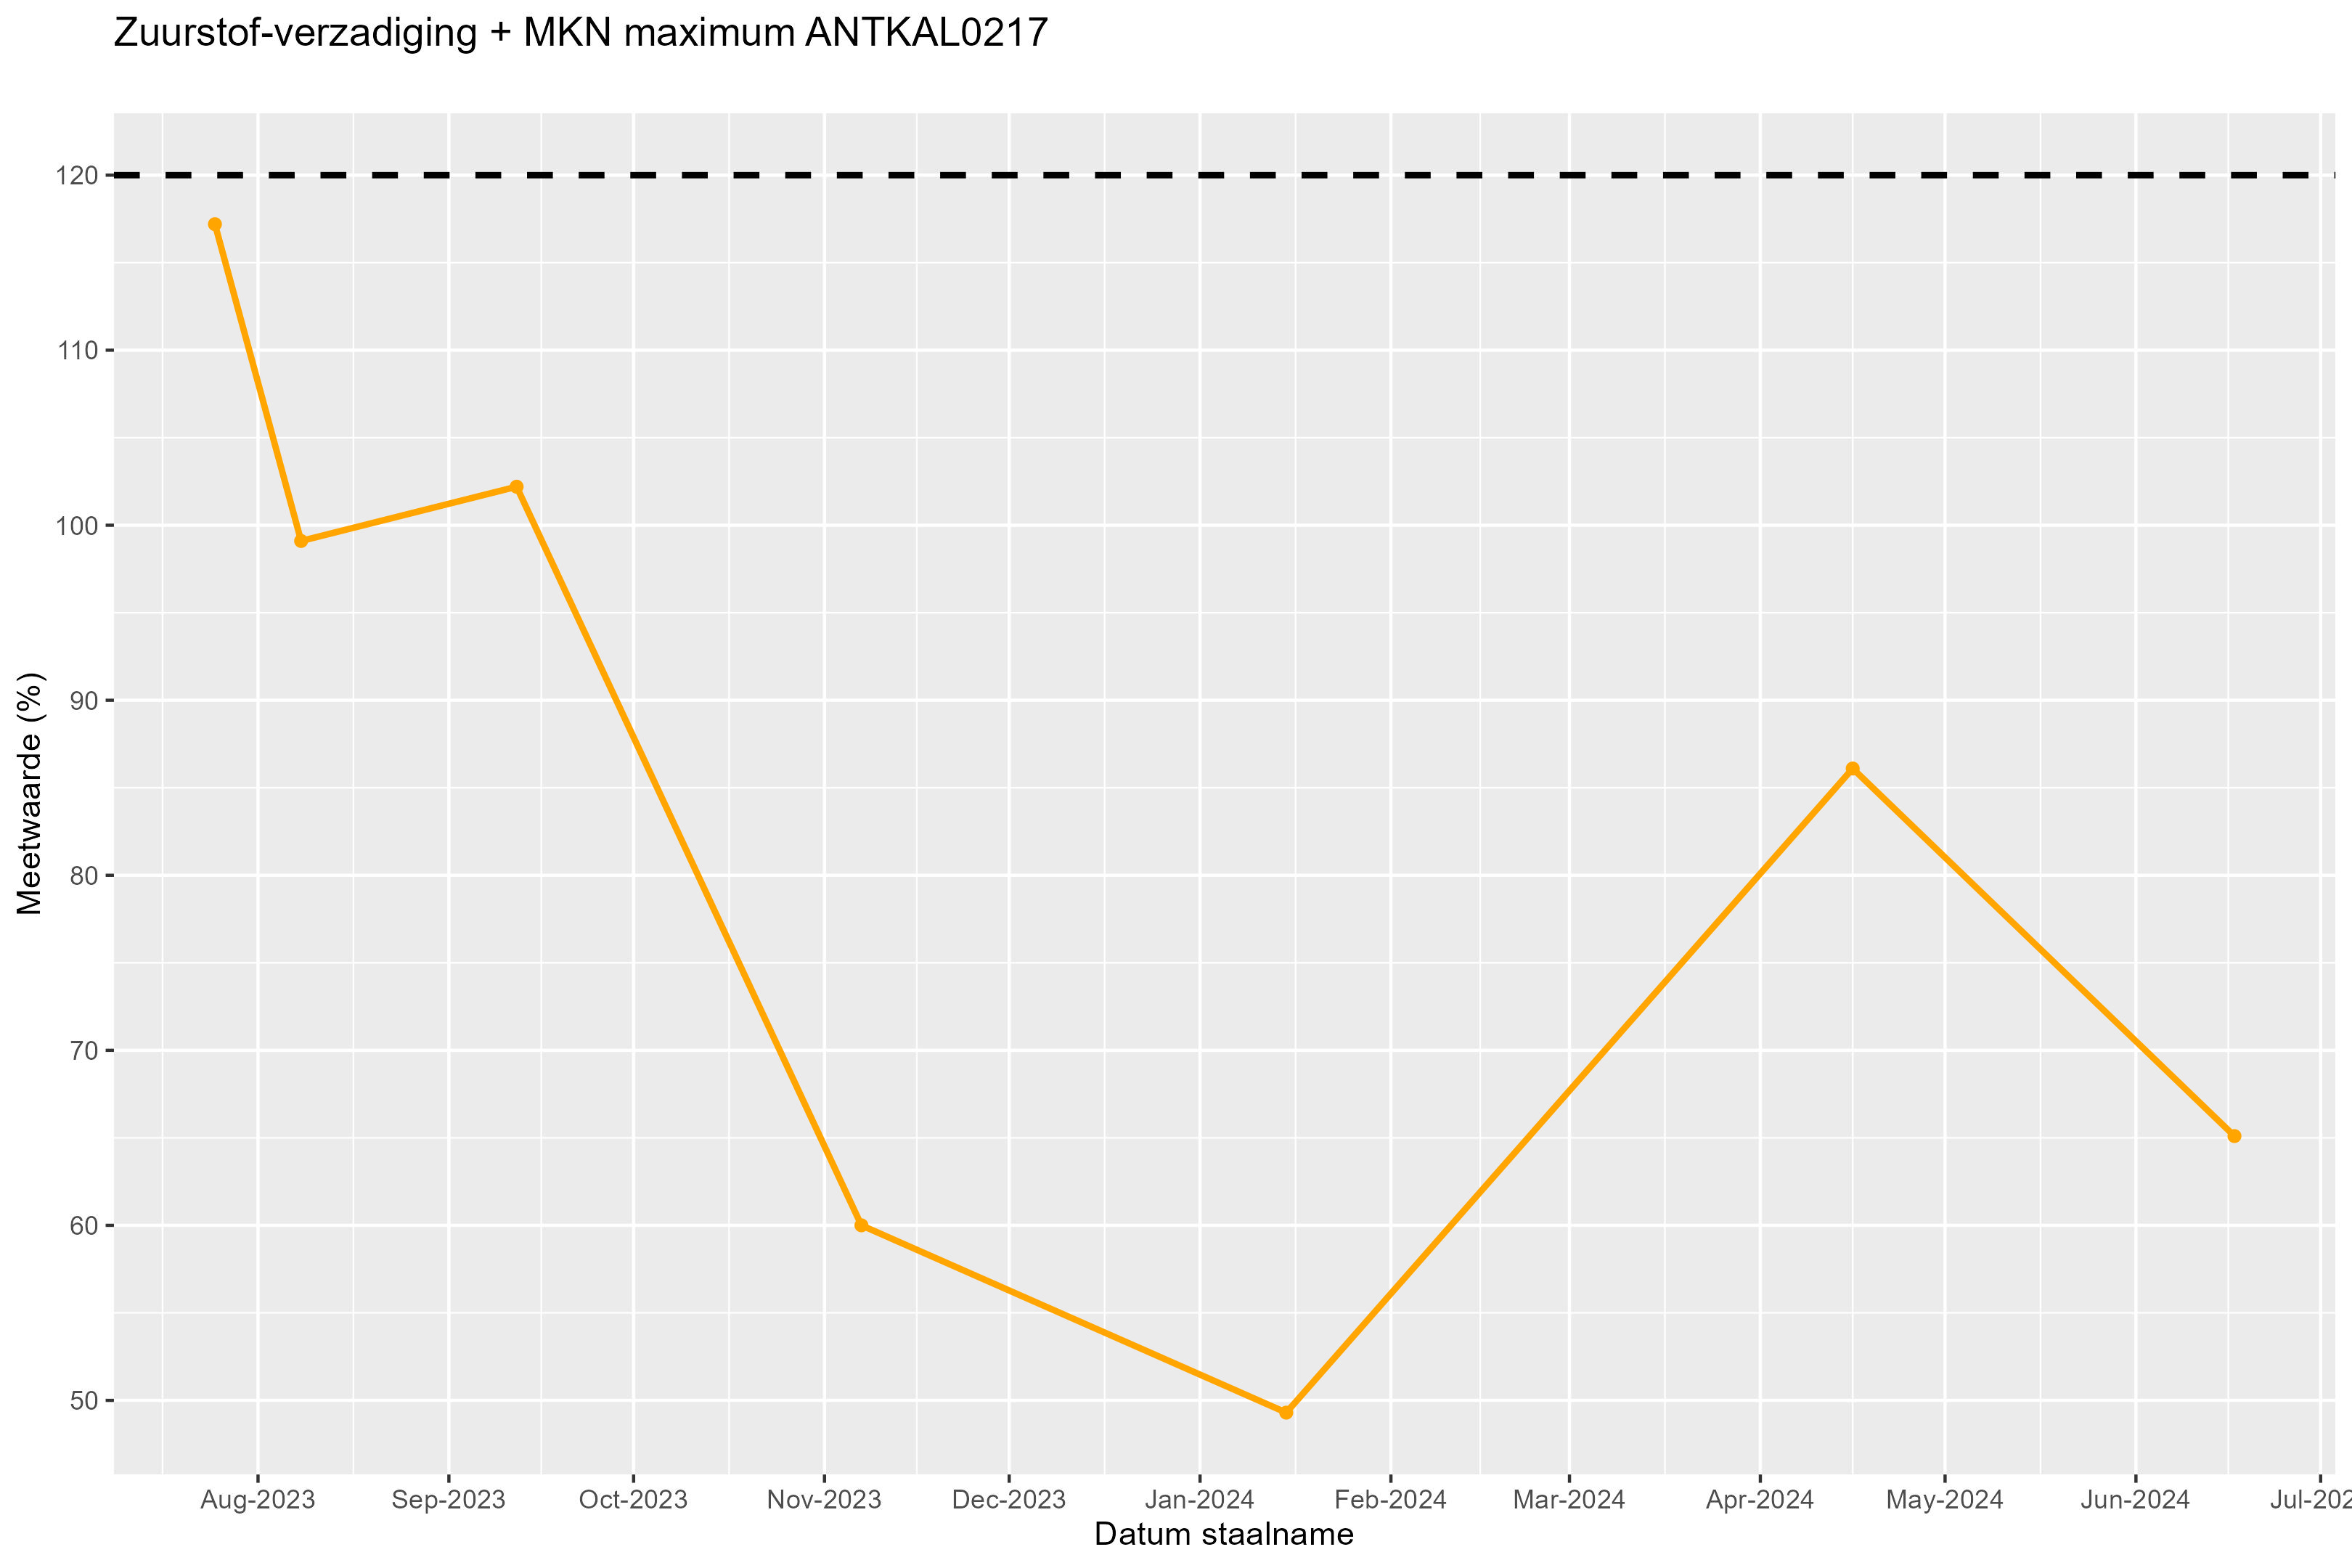 Zuurstof-verzadiging + MKN maximum ANTKAL0217
120
110
100
90
80
70
60
50
Meetwaarde (%)
Aug-2023 Sep-2023 Oct-2023 Nov-2023 Dec-2023 Jan-2024 Feb-2024 Mar-2024 Apr-2024 May-2024 Jun-2024 Jul-202
Datum staalname